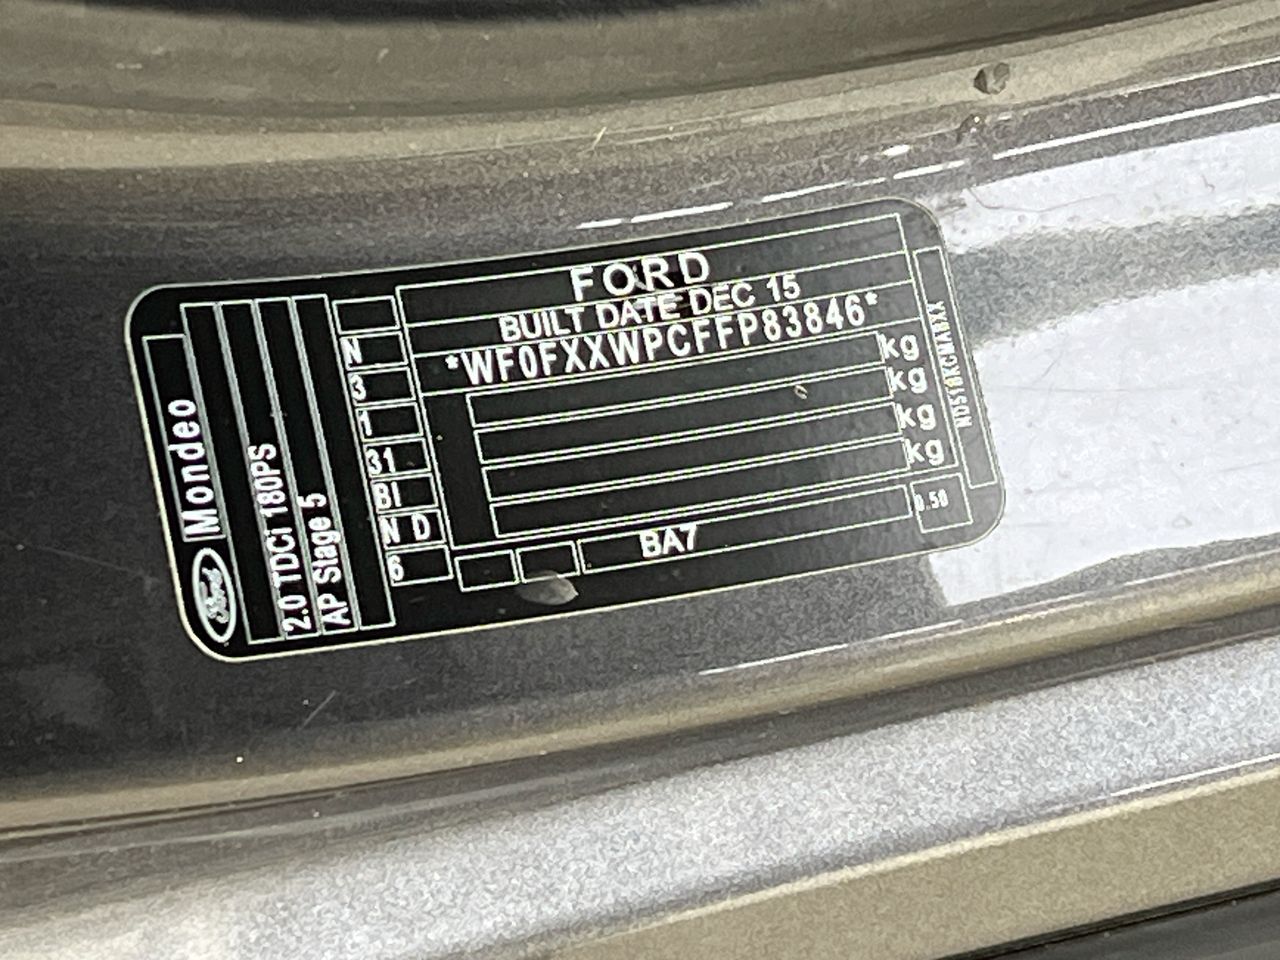 FORD
BUILT DATE DEC 15
*WF0FXXWPCFFP83846*
kg
kg
kg
kg
BA7
0.50
N
3
1
31
BI
N D
6
Ford
Mondeo
2.0 TDCi 180PS
AP Stage 5